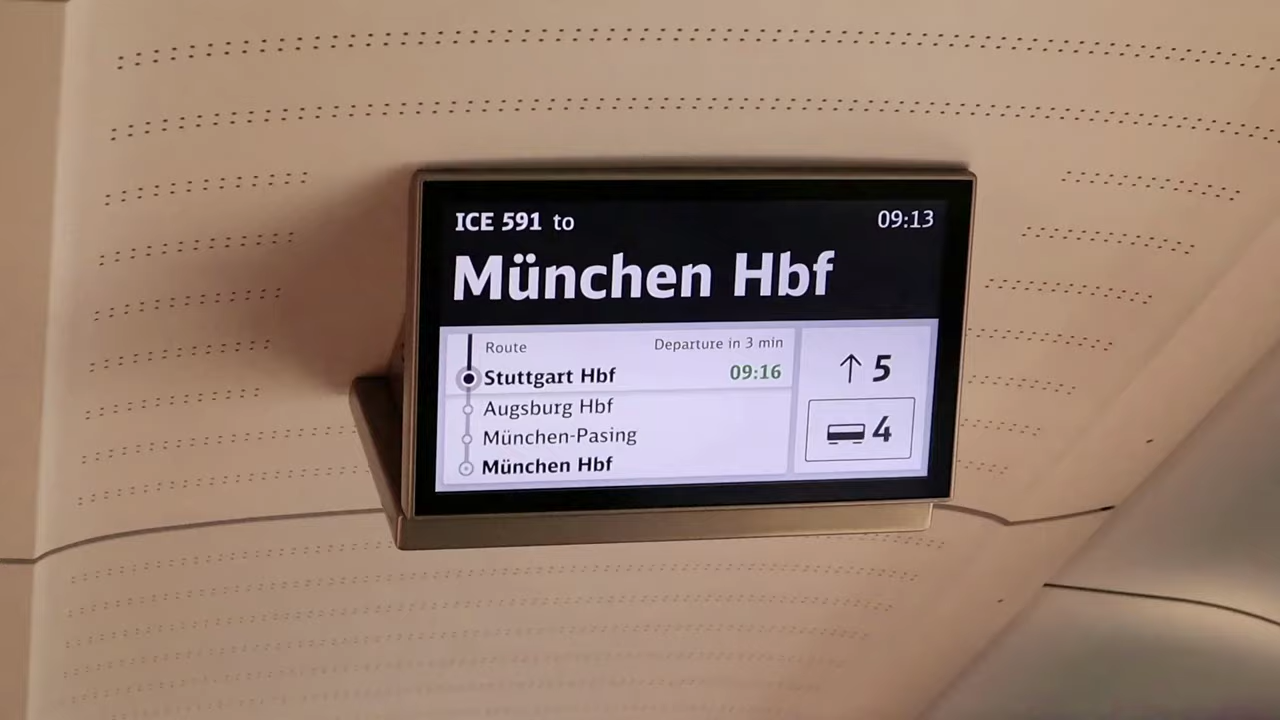 ICE 591 to 09:13
München Hbf
Route Departure in 3 min
Stuttgart Hbf 09:16
Augsburg Hbf
München-Pasing
München Hbf
↑ 5
4